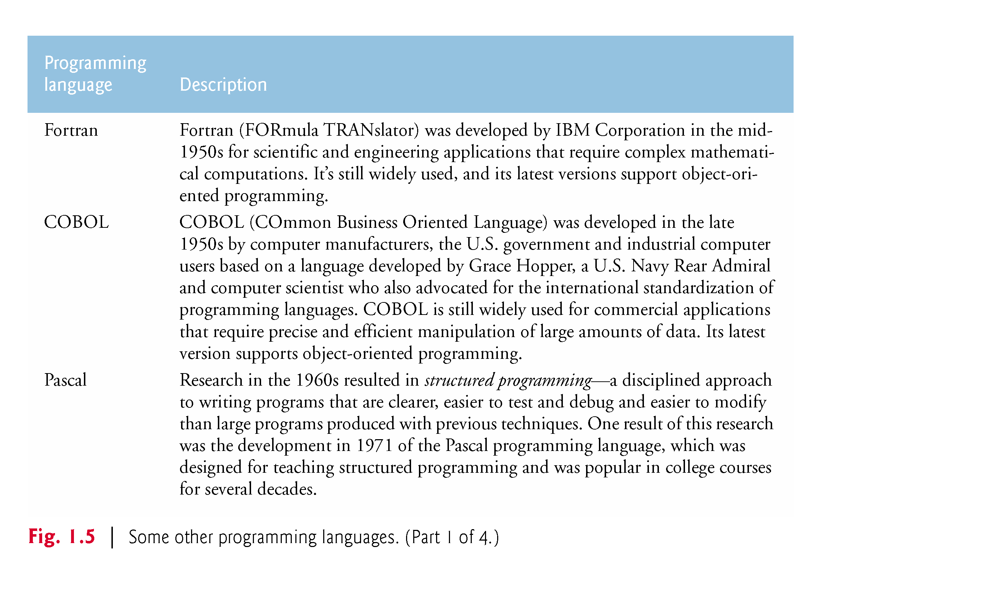 Programming
language Description
Fortran Fortran (FORmula TRANslator) was developed by IBM Corporation in the mid-
1950s for scientific and engineering applications that require complex mathemati-
cal computations. It’s still widely used, and its latest versions support object-ori-
ented programming.
COBOL COBOL (COmmon Business Oriented Language) was developed in the late
1950s by computer manufacturers, the U.S. government and industrial computer
users based on a language developed by Grace Hopper, a U.S. Navy Rear Admiral
and computer scientist who also advocated for the international standardization of
programming languages. COBOL is still widely used for commercial applications
that require precise and efficient manipulation of large amounts of data. Its latest
version supports object-oriented programming.
Pascal Research in the 1960s resulted in structured programming—a disciplined approach
to writing programs that are clearer, easier to test and debug and easier to modify
than large programs produced with previous techniques. One result of this research
was the development in 1971 of the Pascal programming language, which was
designed for teaching structured programming and was popular in college courses
for several decades.
Fig. 1.5 | Some other programming languages. (Part 1 of 4.)